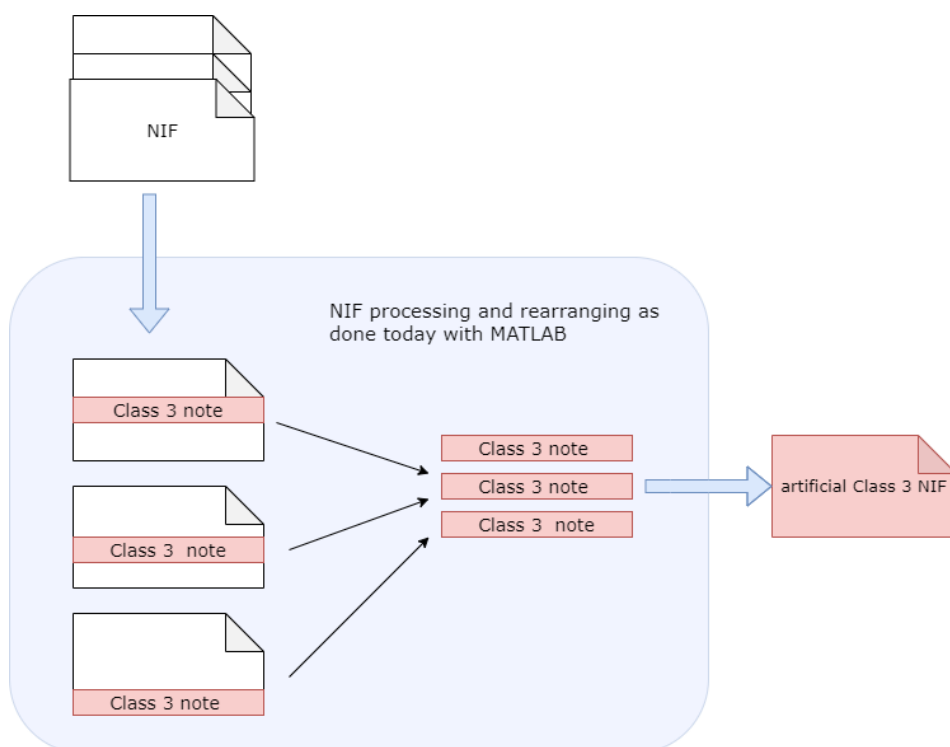 NIF
NIF processing and rearranging as
done today with MATLAB
Class 3 note
Class 3 note
Class 3 note
Class 3 note
Class 3 note
Class 3 note
artificial Class 3 NIF